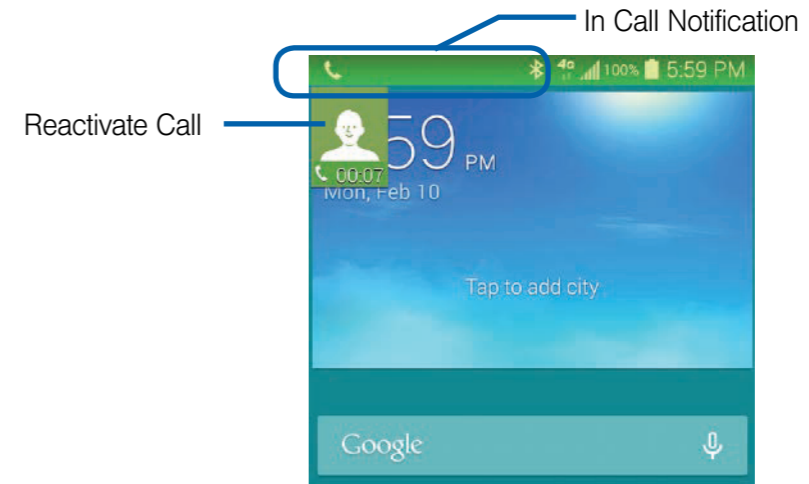 In Call Notification
4G 100% 5:59 PM
Reactivate Call
59 PM
00:07
Mon, Feb 10
Tap to add city
Google